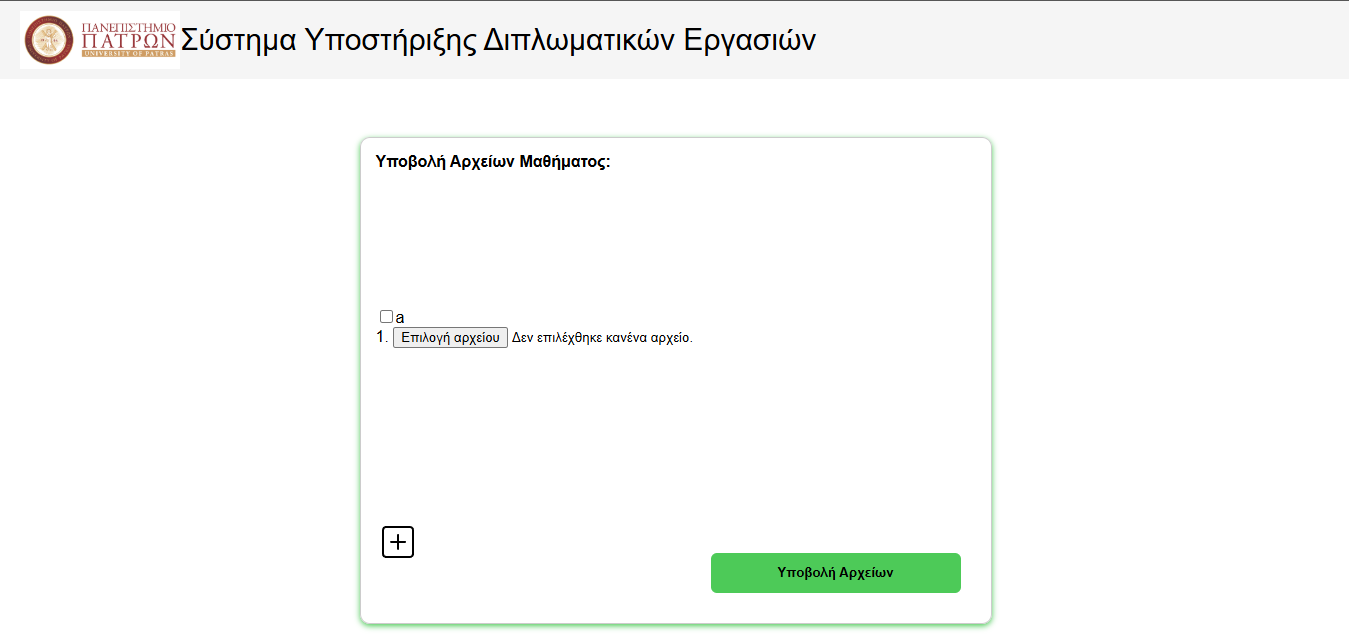 ΠΑΝΕΠΙΣΤΗΜΙΟ
ΠΑΤΡΩΝ
UNIVERSITY OF PATRAS
Σύστημα Υποστήριξης Διπλωματικών Εργασιών
Υποβολή Αρχείων Μαθήματος:
a
1. Επιλογή αρχείου Δεν επιλέχθηκε κανένα αρχείο.
Υποβολή Αρχείων